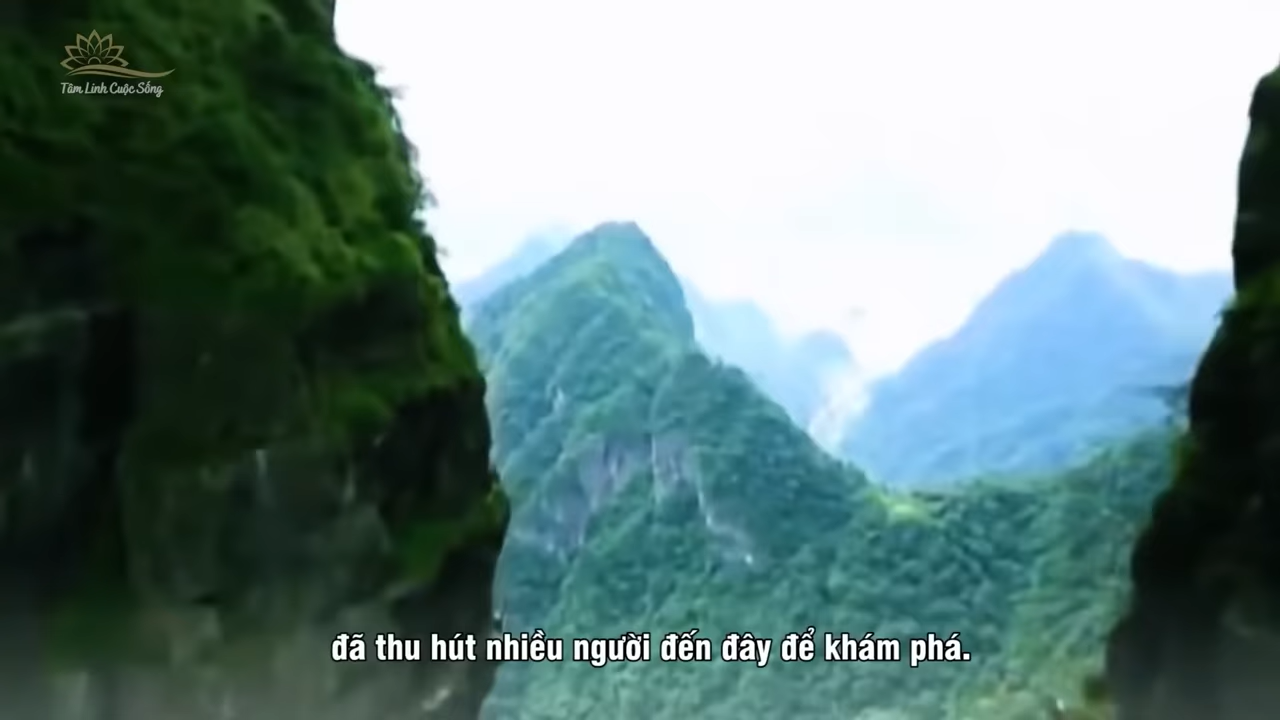 Tâm Linh Cuộc Sống
đã thu hút nhiều người đến đây để khám phá.